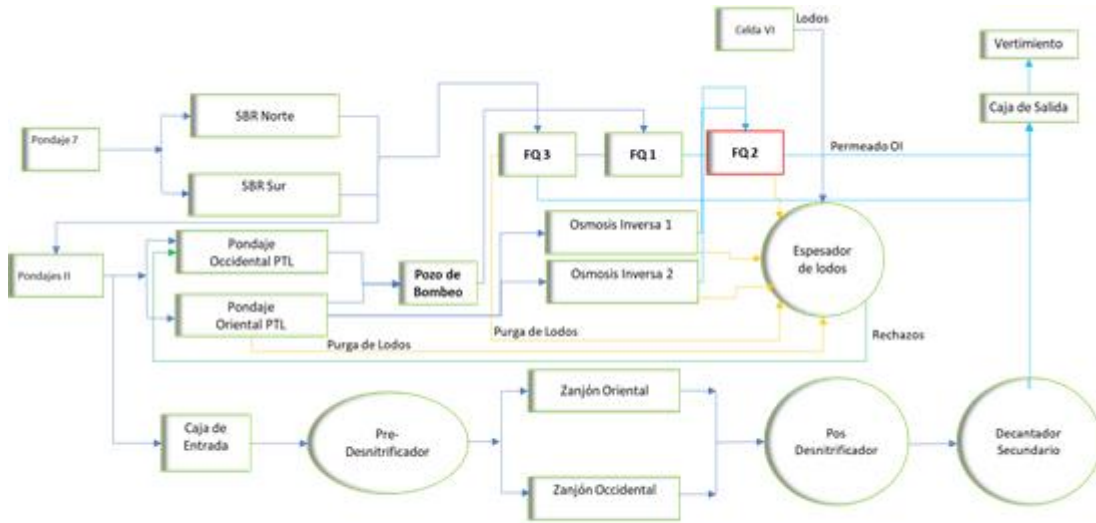 Celda VI
Lodos
Vertimiento
Caja de Salida
SBR Norte
Pondaje 7
SBR Sur
FQ 3
FQ 1
FQ 2
Permeado OI
Pondajes II
Pondaje
Occidental PTL
Pozo de
Bombeo
Osmosis Inversa 1
Osmosis Inversa 2
Espesador
de lodos
Pondaje
Oriental PTL
Purga de Lodos
Purga de Lodos
Rechazos
Caja de
Entrada
Pre-
Desnitrificador
Zanjón Oriental
Zanjón Occidental
Pos
Desnitrificador
Decantador
Secundario